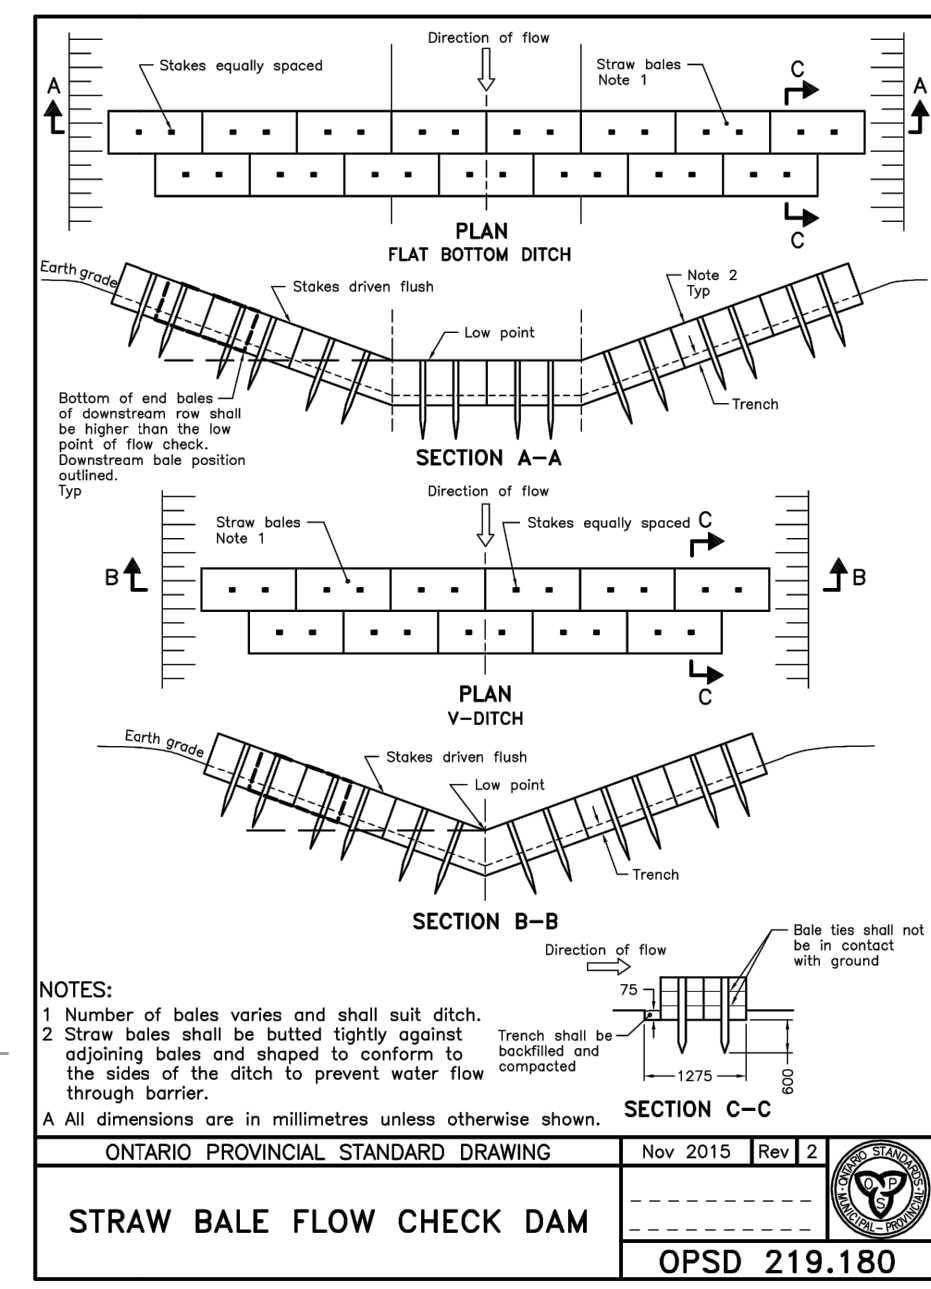 Direction of flow
Stakes equally spaced
Straw bales
Note 1
C
A
A
C
PLAN
FLAT BOTTOM DITCH
Earth grade
Stakes driven flush
Note 2
Typ
Low point
Trench
Bottom of end bales
of downstream row shall
be higher than the low
point of flow check.
Downstream bale position
outlined.
Typ
SECTION A-A
Direction of flow
Straw bales
Note 1
Stakes equally spaced
C
B
B
C
PLAN
V-DITCH
Earth grade
Stakes driven flush
Low point
Trench
SECTION B-B
Direction of flow
Bale ties shall not
be in contact
with ground
75
Trench shall be
backfilled and
compacted
1275
600
SECTION C-C
NOTES:
1 Number of bales varies and shall suit ditch.
2 Straw bales shall be butted tightly against
adjoining bales and shaped to conform to
the sides of the ditch to prevent water flow
through barrier.
A All dimensions are in millimetres unless otherwise shown.
ONTARIO PROVINCIAL STANDARD DRAWING
Nov 2015 Rev 2
STRAW BALE FLOW CHECK DAM
OPSD 219.180
ONTARIO STANDARDS
MUNICIPAL-PROVINCIAL
O P
S